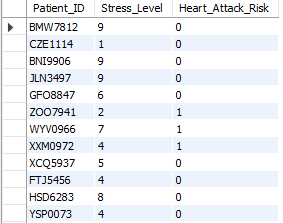 Patient_ID Stress_Level Heart_Attack_Risk
BMW7812 9 0
CZE1114 1 0
BNI9906 9 0
JLN3497 9 0
GFO8847 6 0
ZOO7941 2 1
WYV0966 7 1
XXM0972 4 1
XCQ5937 5 0
FTJ5456 4 0
HSD6283 8 0
YSP0073 4 0